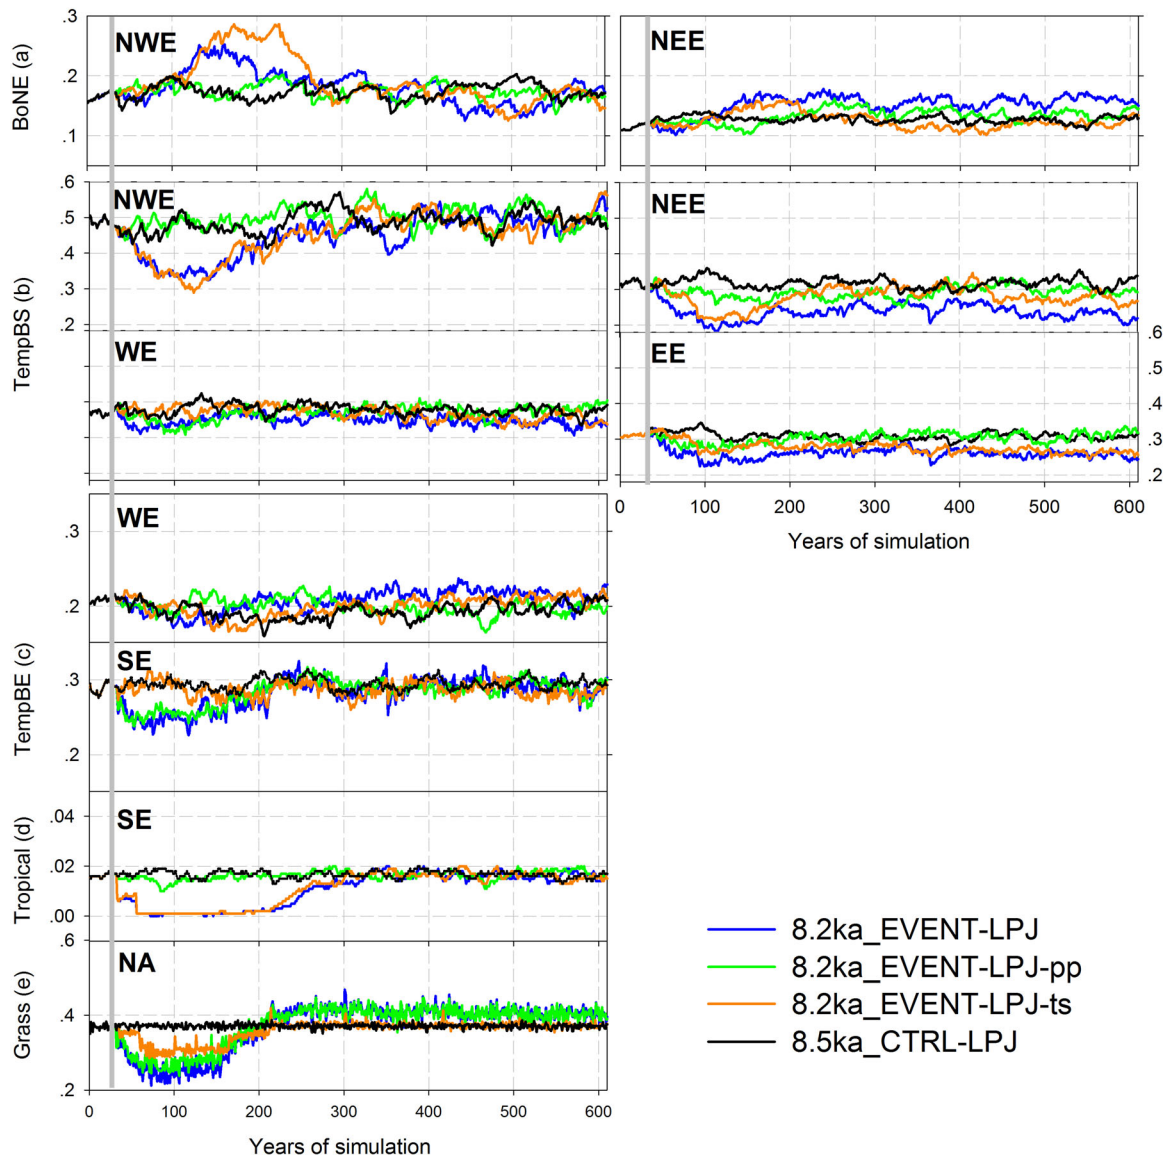 BoNE (a)
.3
.2
.1
NWE
NEE
TempBS (b)
.6
.5
.4
.3
.2
NWE
NEE
WE
EE
.6
.5
.4
.3
.2
0
100
200
300
400
500
600
Years of simulation
TempBE (c)
.3
.2
WE
.3
.2
SE
Tropical (d)
.04
.02
.00
SE
Grass (e)
.6
.4
.2
NA
0
100
200
300
400
500
600
Years of simulation
8.2ka_EVENT-LPJ
8.2ka_EVENT-LPJ-pp
8.2ka_EVENT-LPJ-ts
8.5ka_CTRL-LPJ